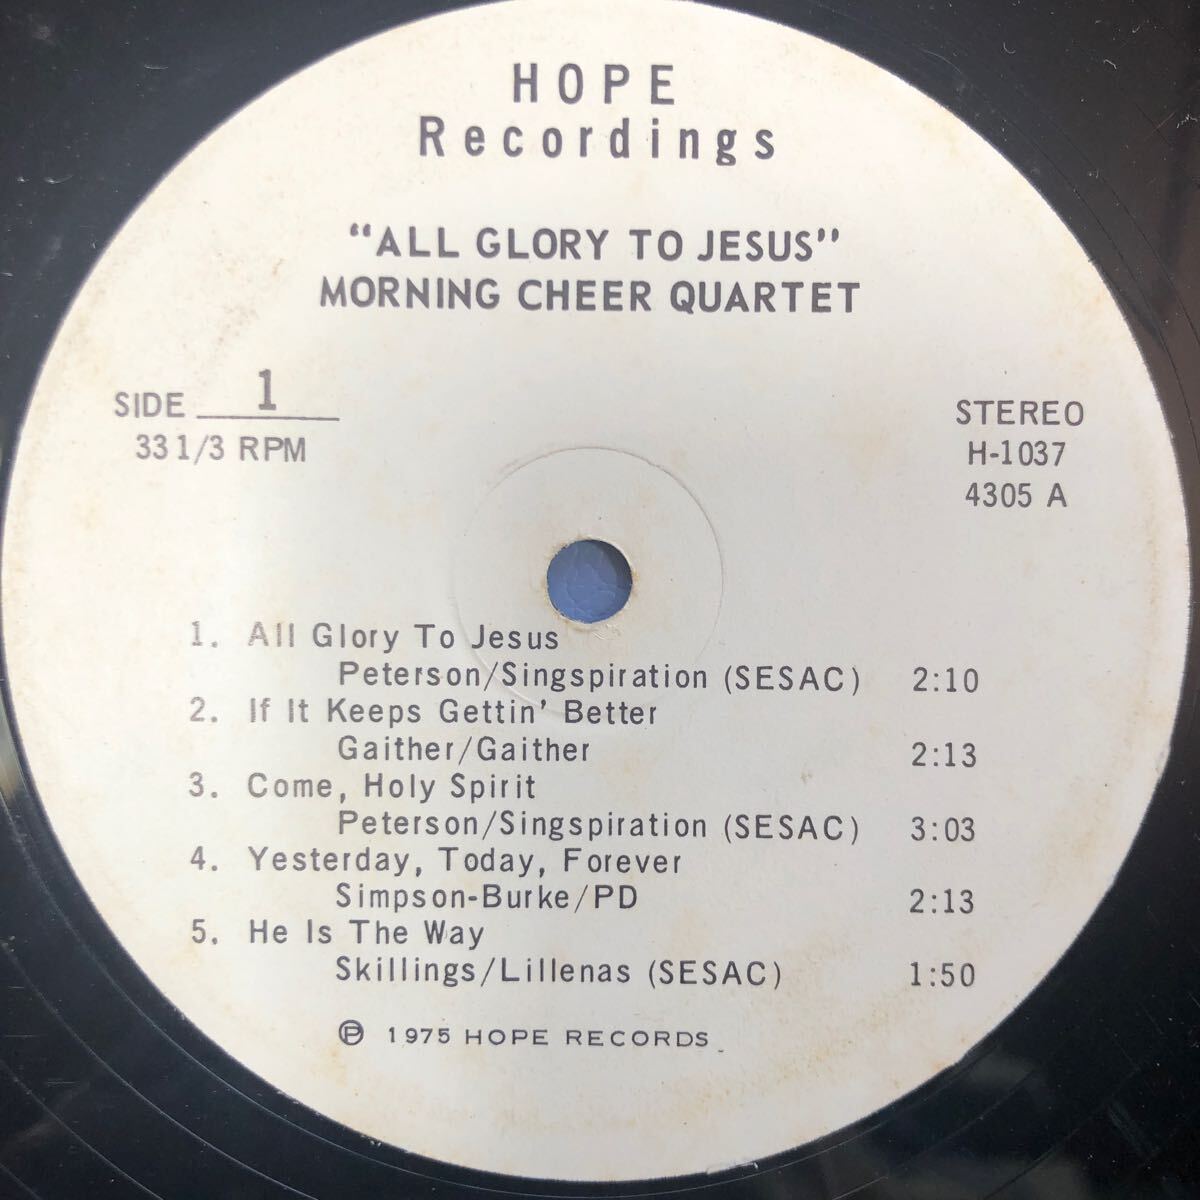 HOPE
Recordings
“ALL GLORY TO JESUS”
MORNING CHEER QUARTET
SIDE 1
33 1/3 RPM
STEREO
H-1037
4305 A
1. All Glory To Jesus
Peterson/Singspiration (SESAC) 2:10
2. If It Keeps Gettin’ Better
Gaither/Gaither 2:13
3. Come, Holy Spirit
Peterson/Singspiration (SESAC) 3:03
4. Yesterday, Today, Forever
Simpson-Burke/PD 2:13
5. He Is The Way
Skillings/Lillenas (SESAC) 1:50
℗ 1975 HOPE RECORDS